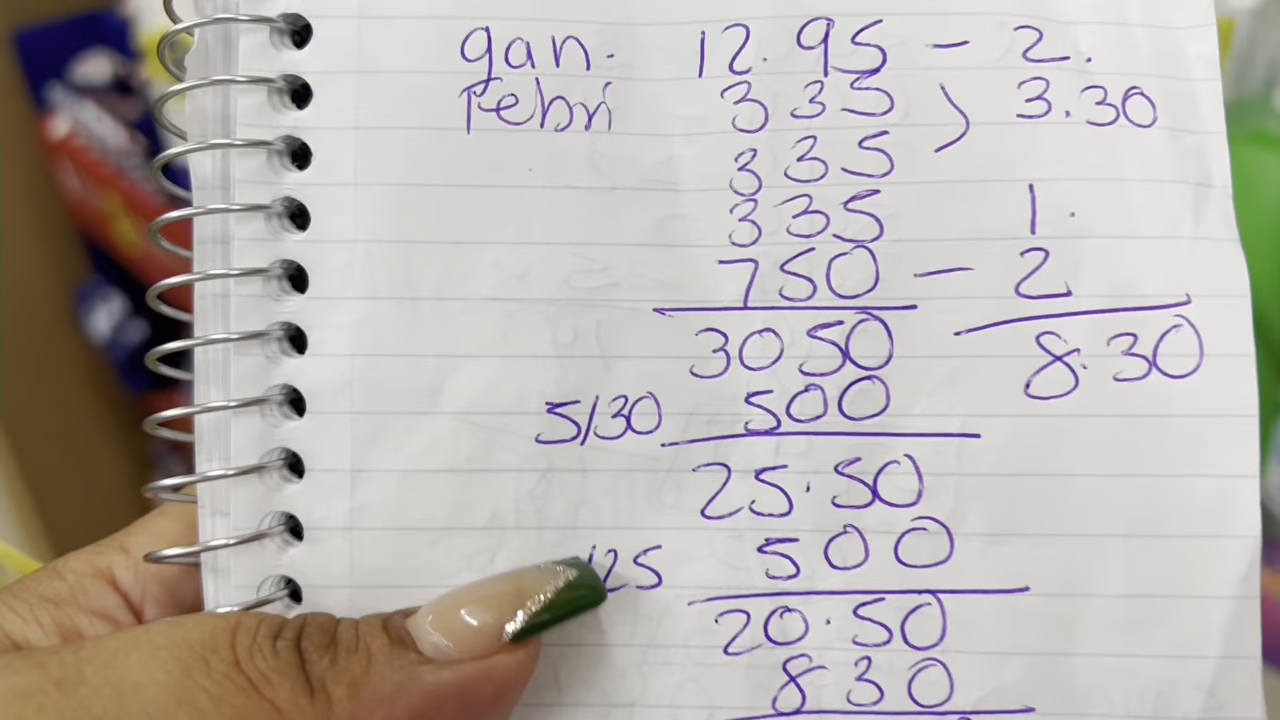 gan. 12.95 - 2.
Febri 335 ) 3.30
335
335 1.
750 - 2
3050 8.30
5/30 500
25.50
125 500
20.50
830